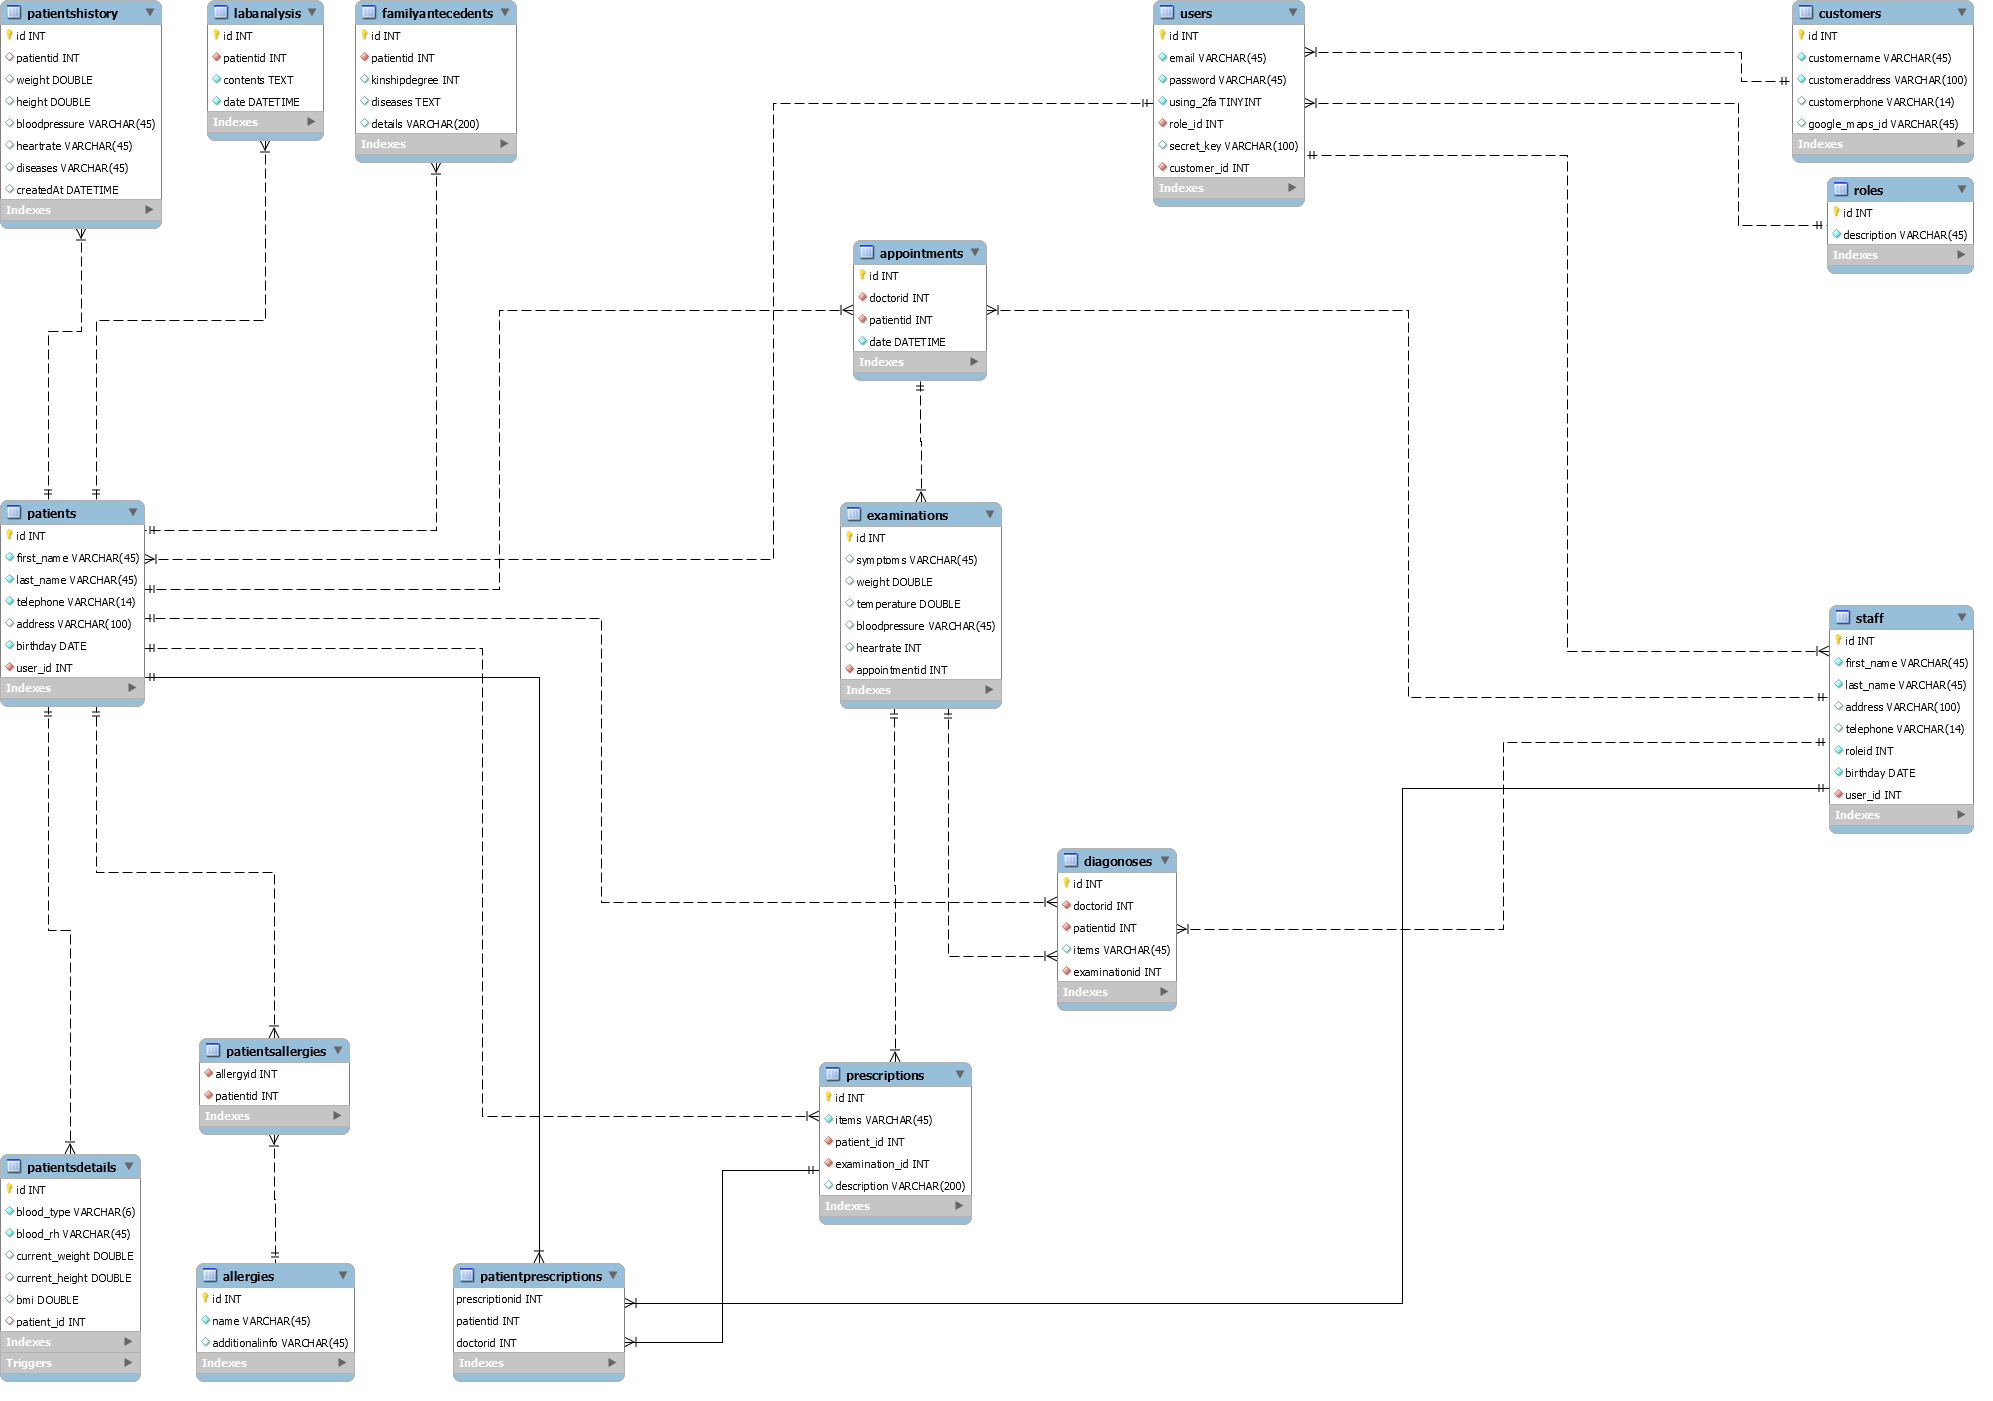 patientshistory
id INT
patientid INT
weight DOUBLE
height DOUBLE
bloodpressure VARCHAR(45)
heartrate VARCHAR(45)
diseases VARCHAR(45)
createdAt DATETIME
Indexes
labanalysis
id INT
patientid INT
contents TEXT
date DATETIME
Indexes
familyantecedents
id INT
patientid INT
kinshipdegree INT
diseases TEXT
details VARCHAR(200)
Indexes
users
id INT
email VARCHAR(45)
password VARCHAR(45)
using_2fa TINYINT
role_id INT
secret_key VARCHAR(100)
customer_id INT
Indexes
customers
id INT
customername VARCHAR(45)
customeraddress VARCHAR(100)
customerphone VARCHAR(14)
google_maps_id VARCHAR(45)
Indexes
roles
id INT
description VARCHAR(45)
Indexes
appointments
id INT
doctorid INT
patientid INT
date DATETIME
Indexes
patients
id INT
first_name VARCHAR(45)
last_name VARCHAR(45)
telephone VARCHAR(14)
address VARCHAR(100)
birthday DATE
user_id INT
Indexes
examinations
id INT
symptoms VARCHAR(45)
weight DOUBLE
temperature DOUBLE
bloodpressure VARCHAR(45)
heartrate INT
appointmentid INT
Indexes
staff
id INT
first_name VARCHAR(45)
last_name VARCHAR(45)
address VARCHAR(100)
telephone VARCHAR(14)
roleid INT
birthday DATE
user_id INT
Indexes
diagonoses
id INT
doctorid INT
patientid INT
items VARCHAR(45)
examinationid INT
Indexes
patientsallergies
allergyid INT
patientid INT
Indexes
prescriptions
id INT
items VARCHAR(45)
patient_id INT
examination_id INT
description VARCHAR(200)
Indexes
patientsdetails
id INT
blood_type VARCHAR(6)
blood_rh VARCHAR(45)
current_weight DOUBLE
current_height DOUBLE
bmi DOUBLE
patient_id INT
Indexes
Triggers
allergies
id INT
name VARCHAR(45)
additionalinfo VARCHAR(45)
Indexes
patientprescriptions
prescriptionid INT
patientid INT
doctorid INT
Indexes